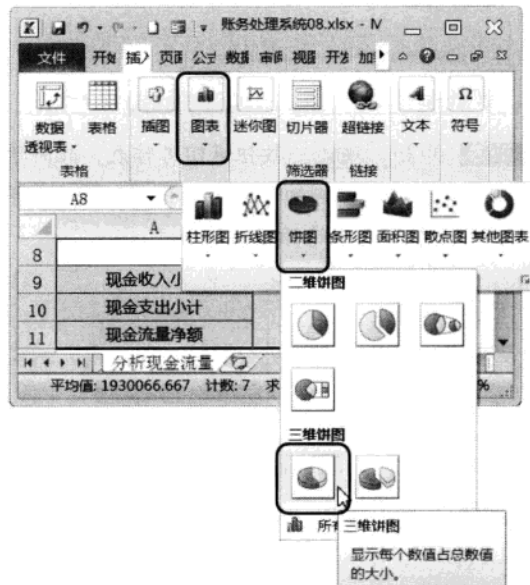 账务处理系统08.xlsx - M
文件 开始 插入 页面 公式 数据 审阅 视图 开发 加
数据透视表 表格 插图 图表 迷你图 切片器 超链接 文本 符号
表格 筛选器 链接
A8
柱形图 折线图 饼图 条形图 面积图 散点图 其他图表
A
8
9 现金收入小
10 现金支出小计
11 现金流量净额
二维饼图
分析现金流量
平均值: 1930066.667 计数: 7 求 %
三维饼图
所有
三维饼图
显示每个数值占总数值
的大小。